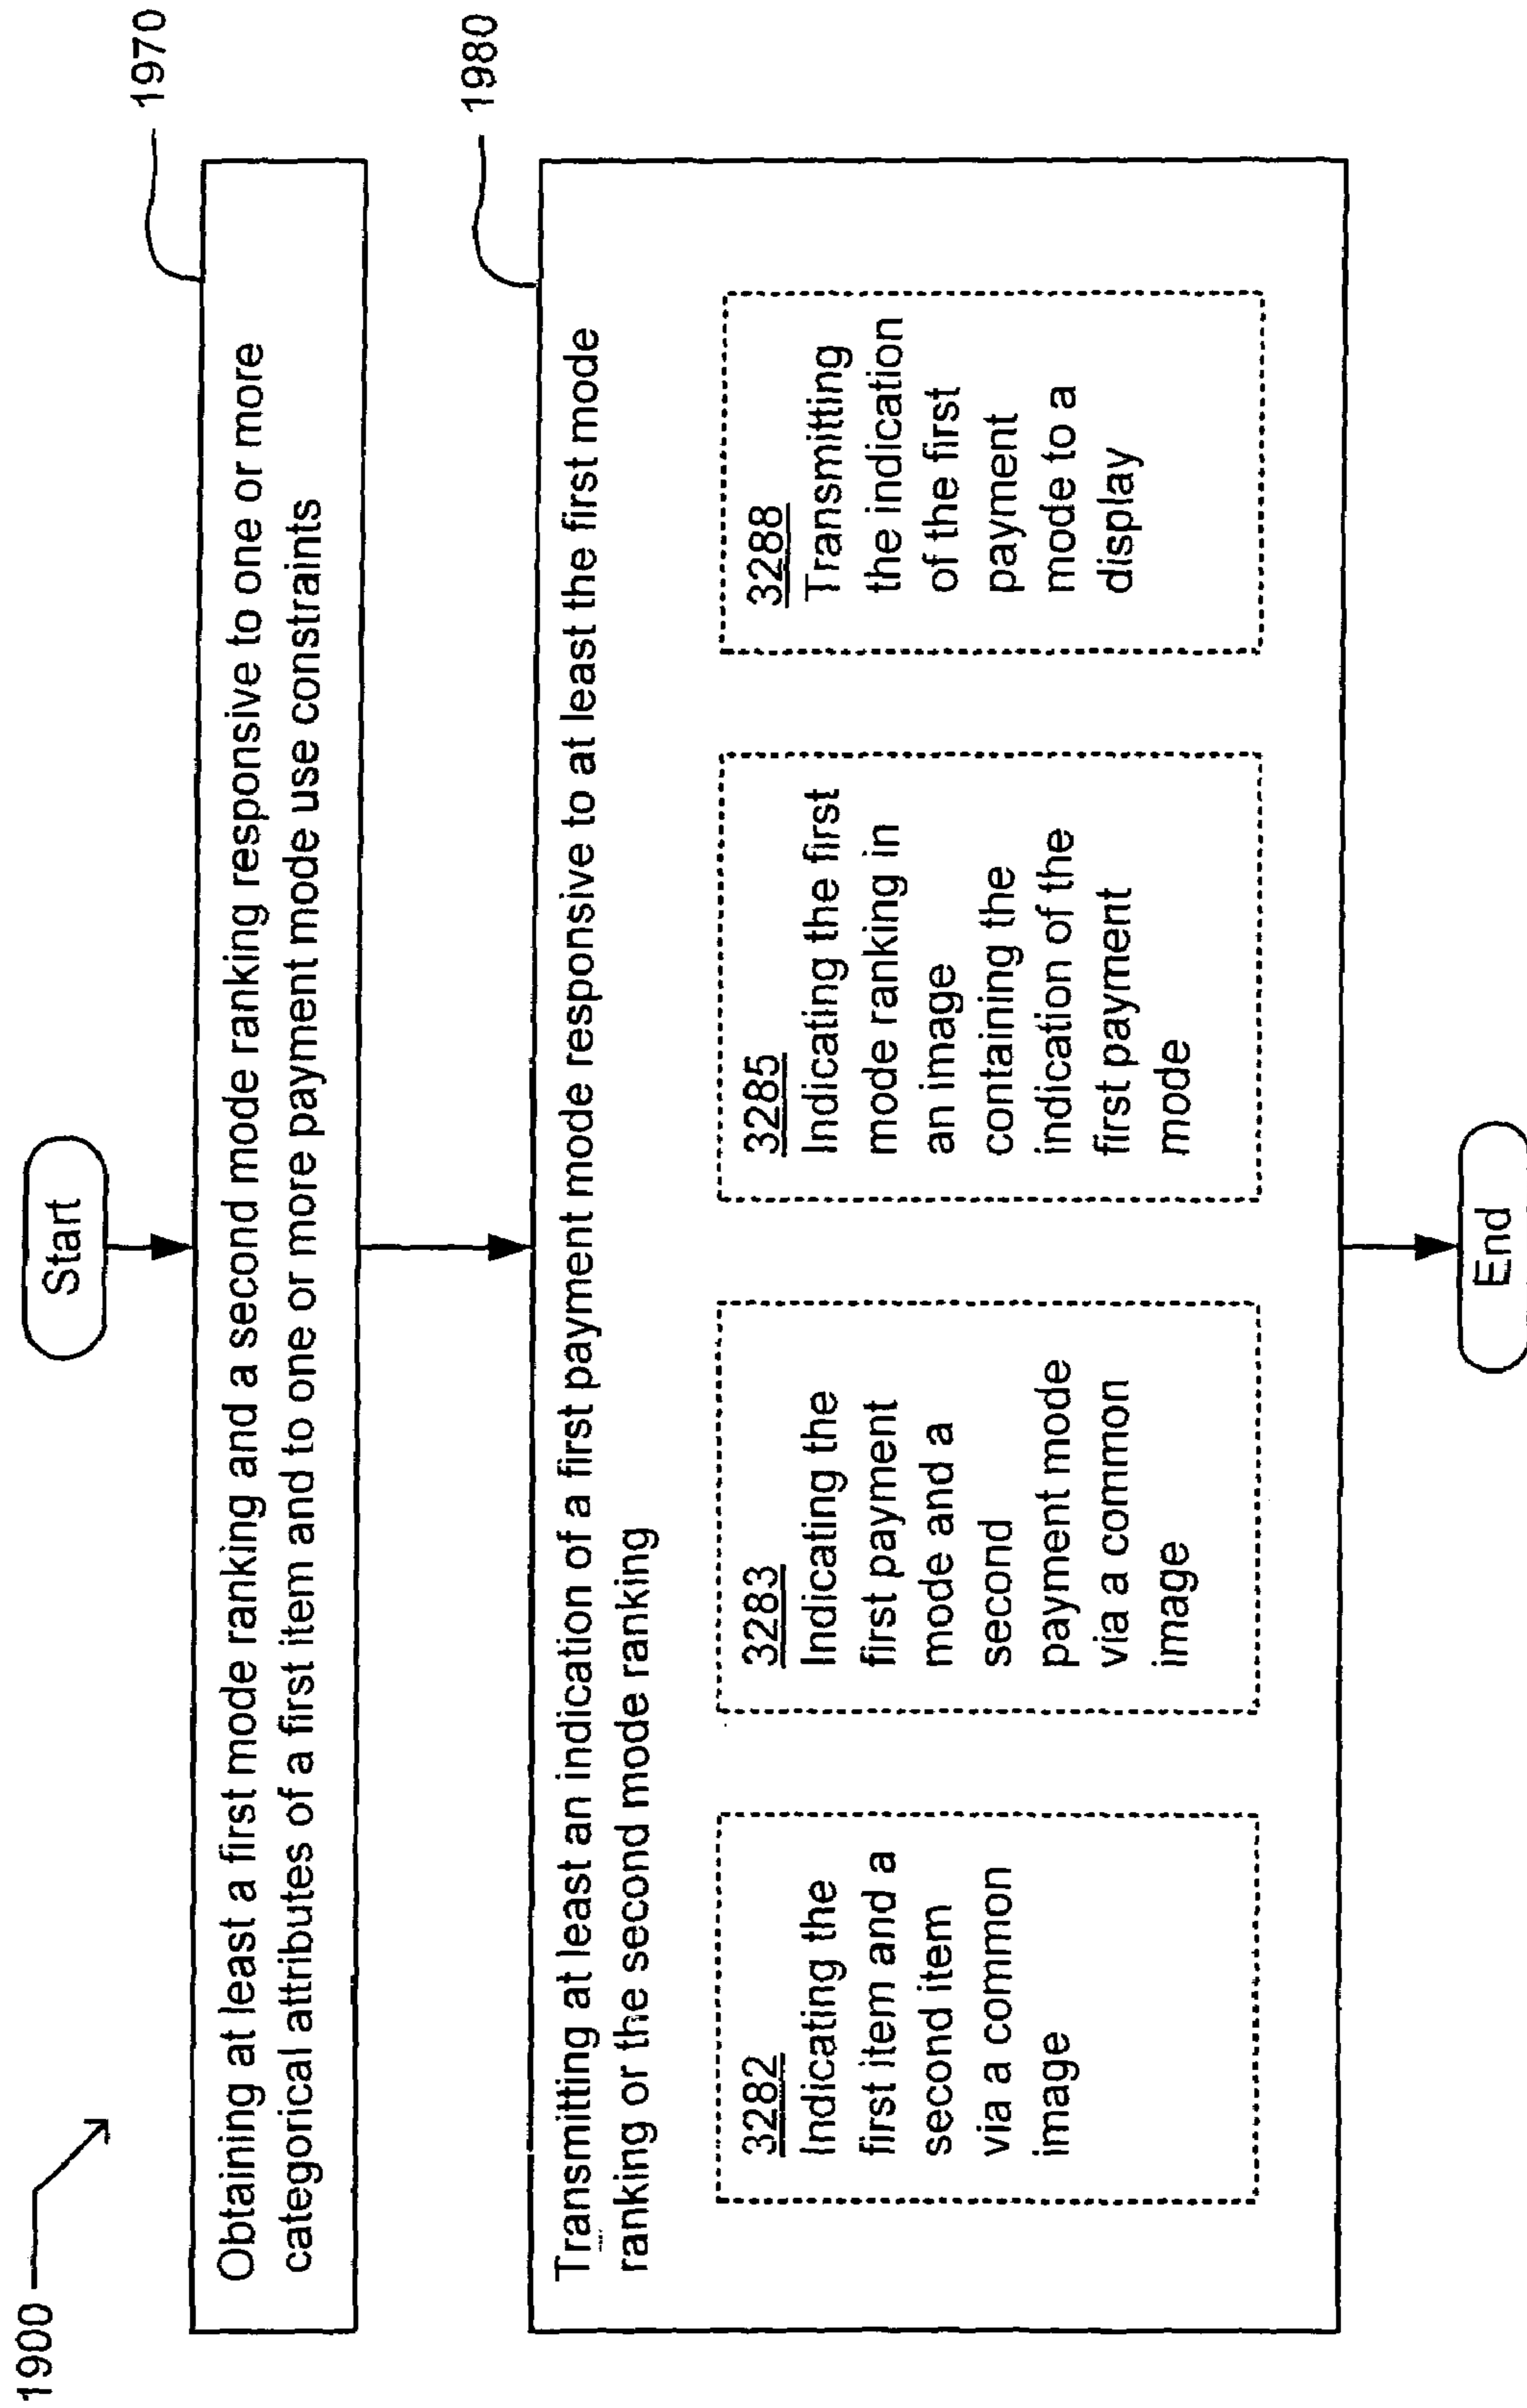 1900
Start
1970
Obtaining at least a first mode ranking and a second mode ranking responsive to one or more
categorical attributes of a first item and to one or more payment mode use constraints
1980
Transmitting at least an indication of a first payment mode responsive to at least the first mode
ranking or the second mode ranking
3282
Indicating the
first item and a
second item
via a common
image
3283
Indicating the
first payment
mode and a
second
payment mode
via a common
image
3285
Indicating the first
mode ranking in
an image
containing the
indication of the
first payment
mode
3288
Transmitting
the indication
of the first
payment
mode to a
display
End